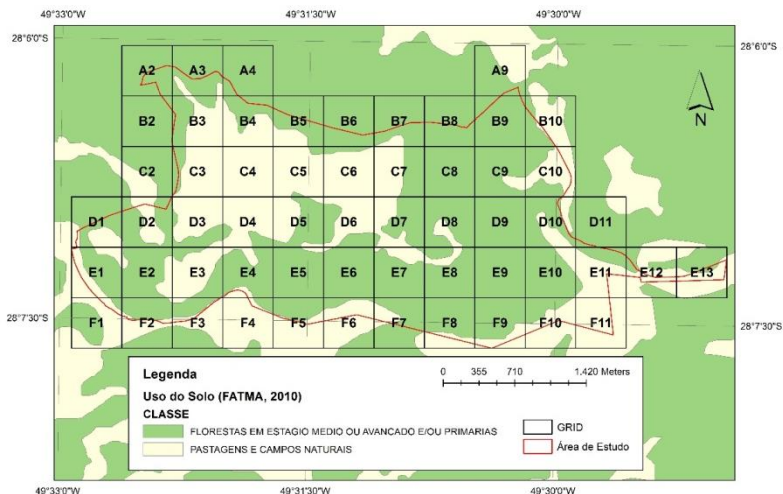 49°33'0"W 49°31'30"W 49°30'0"W
28°6'0"S 28°6'0"S
A2 A3 A4 A9
B2 B3 B4 B5 B6 B7 B8 B9 B10
N
C2 C3 C4 C5 C6 C7 C8 C9 C10
D1 D2 D3 D4 D5 D6 D7 D8 D9 D10 D11
E1 E2 E3 E4 E5 E6 E7 E8 E9 E10 E11 E12 E13
28°7'30"S 28°7'30"S
F1 F2 F3 F4 F5 F6 F7 F8 F9 F10 F11
Legenda
0 355 710 1.420 Meters
Uso do Solo (FATMA, 2010)
CLASSE
FLORESTAS EM ESTAGIO MEDIO OU AVANCADO E/OU PRIMARIAS
GRID
PASTAGENS E CAMPOS NATURAIS
Área de Estudo
49°33'0"W 49°31'30"W 49°30'0"W